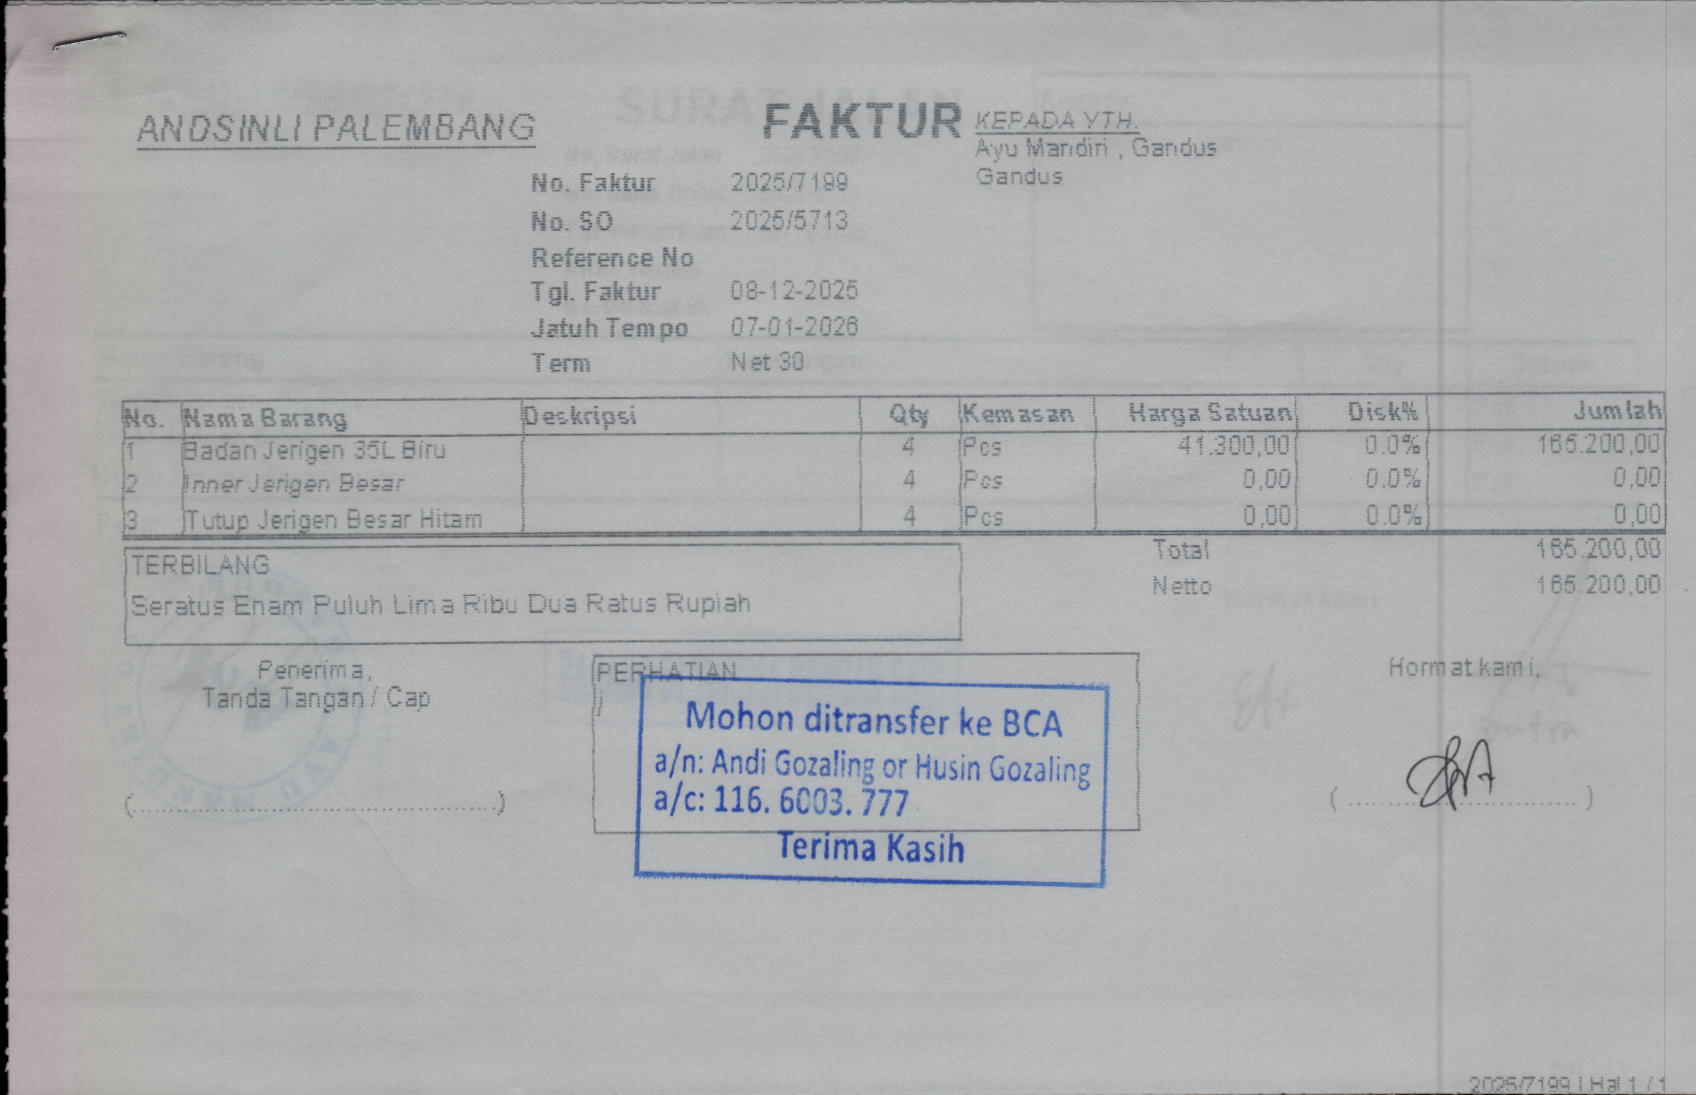 ANDSINLI PALEMBANG
FAKTUR
KEPADA YTH.
Ayu Mandiri , Gandus
Gandus
No. Faktur 2025/7199
No. SO 2025/5713
Reference No
Tgl. Faktur 08-12-2025
Jatuh Tempo 07-01-2026
Term Net 30
No. Nama Barang Deskripsi Qty Kemasan Harga Satuan Disk% Jumlah
1 Badan Jerigen 35L Biru 4 Pcs 41.300,00 0.0% 165.200,00
2 Inner Jerigen Besar 4 Pcs 0,00 0.0% 0,00
3 Tutup Jerigen Besar Hitam 4 Pcs 0,00 0.0% 0,00
Total 165.200,00
Netto 165.200,00
TERBILANG
Seratus Enam Puluh Lima Ribu Dua Ratus Rupiah
Penerima,
Tanda Tangan / Cap
(..........................................)
PERHATIAN
Mohon ditransfer ke BCA
a/n: Andi Gozaling or Husin Gozaling
a/c: 116. 6003. 777
Terima Kasih
Hormat kami,
(..........................)
2025/7199 | Hal 1 / 1